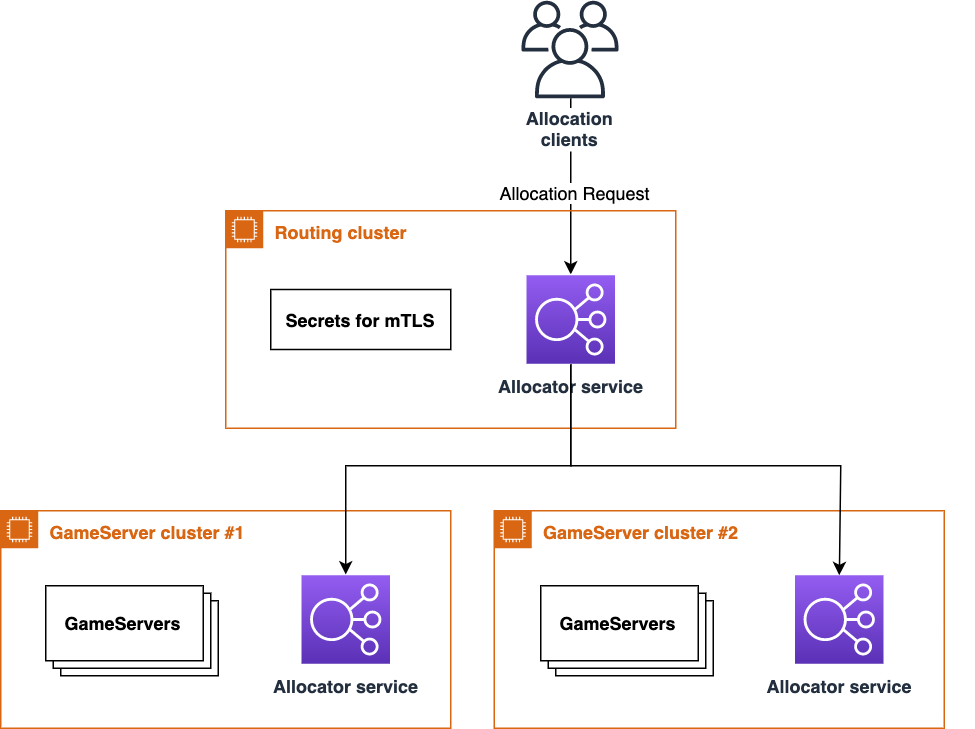 Allocation
clients
Allocation Request
Routing cluster
Secrets for mTLS
Allocator service
GameServer cluster #1
GameServers
Allocator service
GameServer cluster #2
GameServers
Allocator service